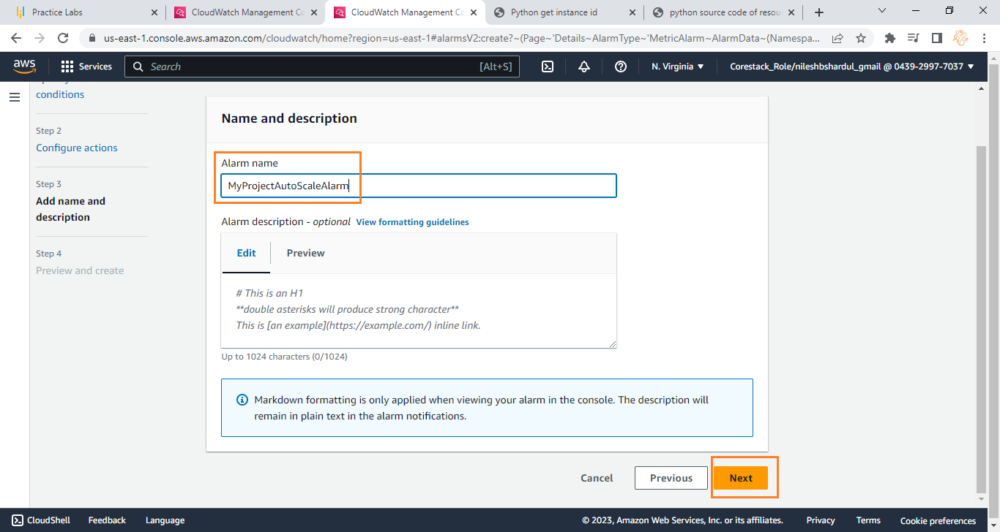 Practice Labs
CloudWatch Management Co
CloudWatch Management Co
Python get instance id
python source code of resou
us-east-1.console.aws.amazon.com/cloudwatch/home?region=us-east-1#alarmsV2:create?~(Page~'Details~AlarmType~'MetricAlarm~AlarmData~(Namespa...
aws
Services
Search
[Alt+S]
N. Virginia
Corestack_Role/nileshbshardul_gmail @ 0439-2997-7037
conditions
Step 2
Configure actions
Step 3
Add name and
description
Step 4
Preview and create
Name and description
Alarm name
MyProjectAutoScaleAlarm
Alarm description - optional View formatting guidelines
Edit
Preview
# This is an H1
**double asterisks will produce strong character**
This is [an example](https://example.com/) inline link.
Up to 1024 characters (0/1024)
Markdown formatting is only applied when viewing your alarm in the console. The description will
remain in plain text in the alarm notifications.
Cancel
Previous
Next
CloudShell
Feedback
Language
© 2023, Amazon Web Services, Inc. or its affiliates.
Privacy
Terms
Cookie preferences